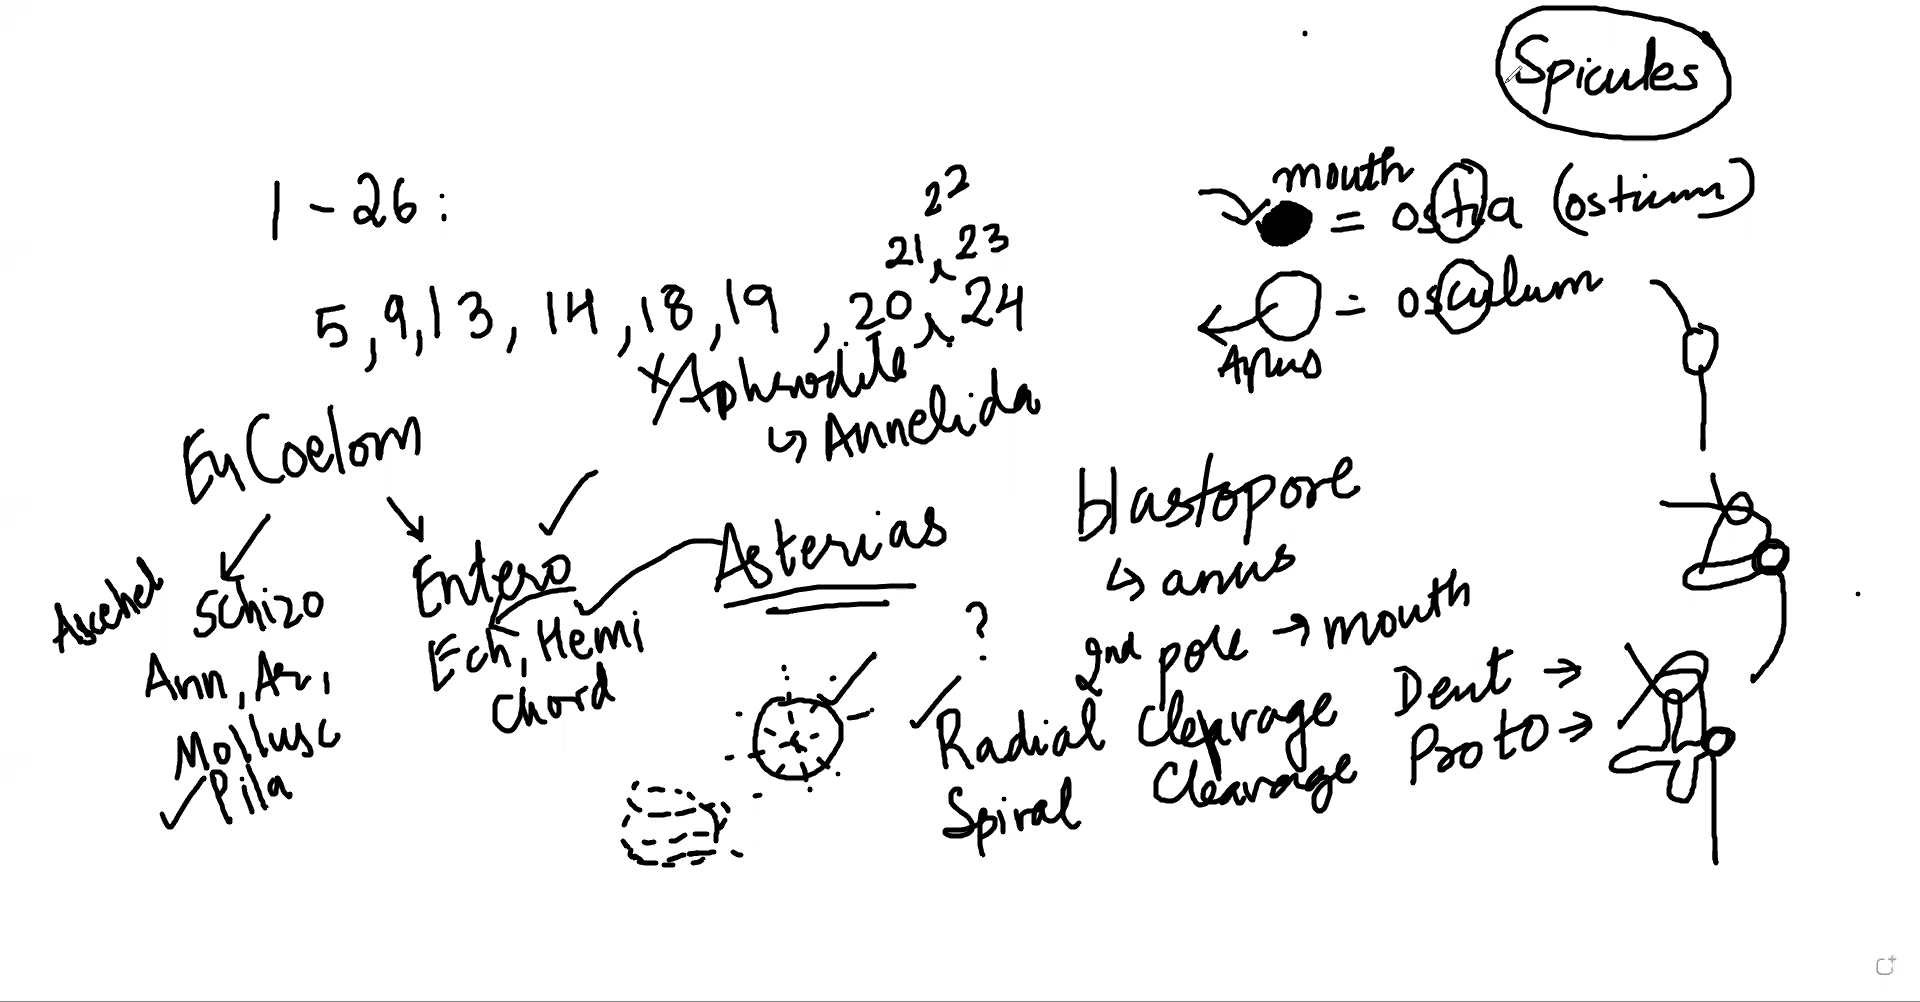 Spicules
1 - 26 :
22
21, 23
5, 9, 13, 14, 18, 19, 20, 24
mouth
= ostia (ostium)
= osculum
Anus
x Aphrodite
↳ Annelida
EuCoelom
Schizo
Ann, Ar,
Mollusc
✓ Pila
Entero
Ech, Hemi
Chord
Asterias
blastopore
↳ anus
2nd pole → mouth
?
✓ Radial Cleavage Deut →
Spiral Cleavage Proto →